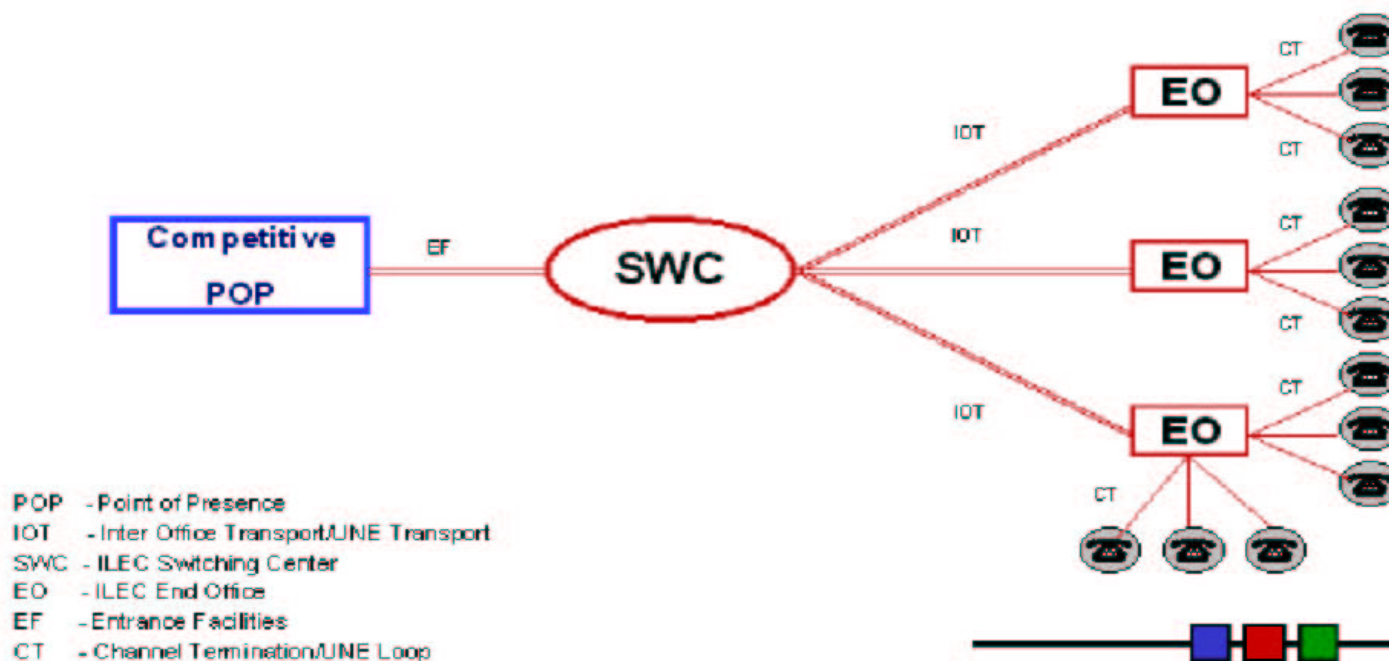 CT
EO
CT
IOT
CT
Competitive
POP
EF
SWC
IOT
EO
CT
CT
IOT
EO
CT
POP - Point of Presence
IOT - Inter Office Transport/UNE Transport
SWC - ILEC Switching Center
EO - ILEC End Office
EF - Entrance Facilities
CT - Channel Termination/UNE Loop